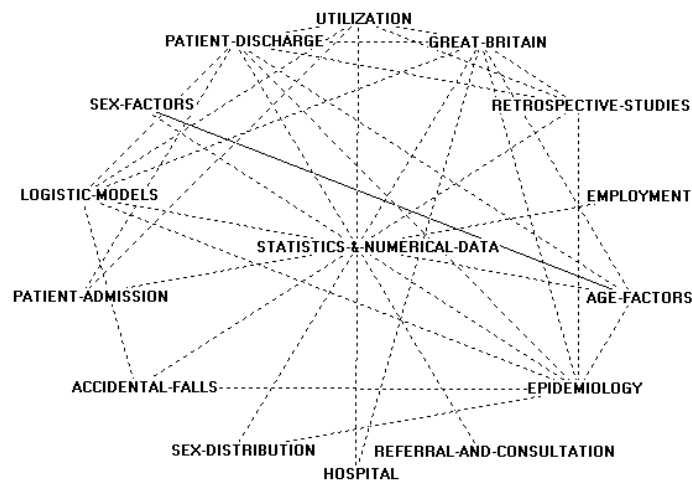 UTILIZATION
PATIENT-DISCHARGE
GREAT-BRITAIN
SEX-FACTORS
RETROSPECTIVE-STUDIES
LOGISTIC-MODELS
EMPLOYMENT
STATISTICS-&-NUMERICAL-DATA
PATIENT-ADMISSION
AGE-FACTORS
ACCIDENTAL-FALLS
EPIDEMIOLOGY
SEX-DISTRIBUTION
REFERRAL-AND-CONSULTATION
HOSPITAL